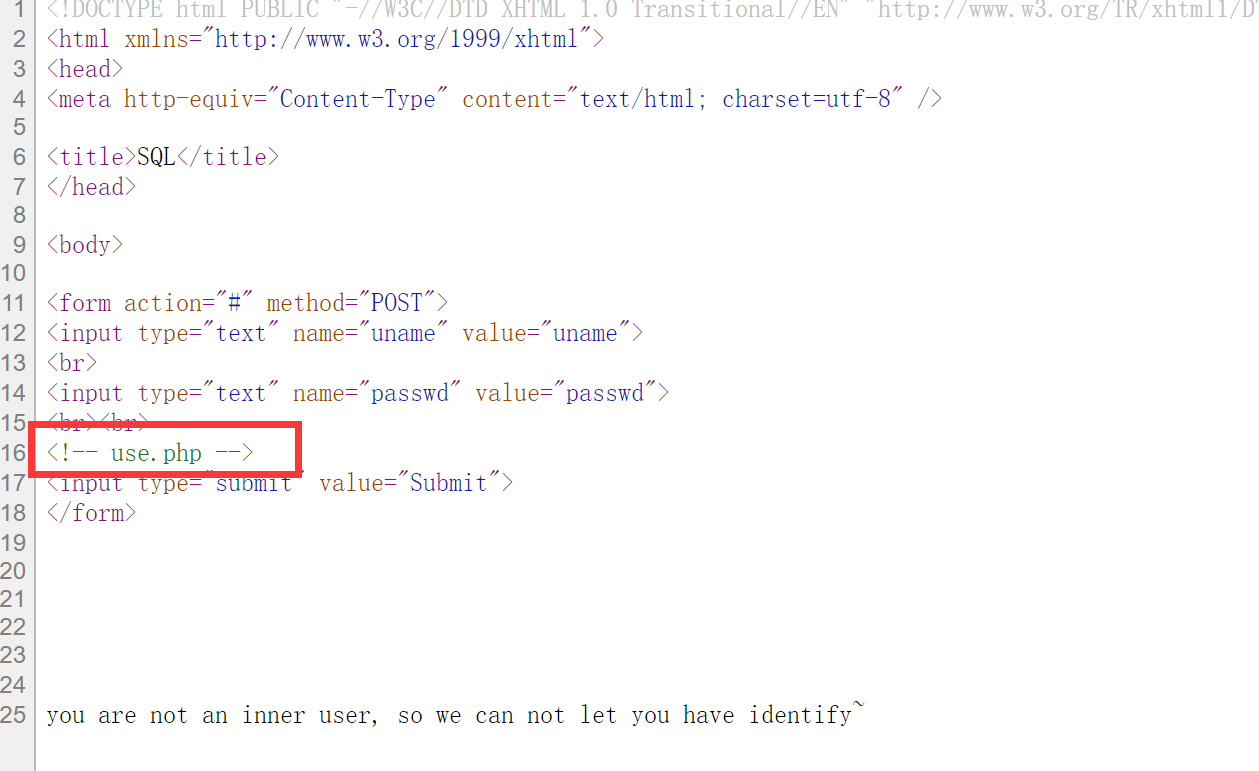 1 <!DOCTYPE html PUBLIC "-//W3C//DTD XHTML 1.0 Transitional//EN" "http://www.w3.org/TR/xhtml1/DT
2 <html xmlns="http://www.w3.org/1999/xhtml">
3 <head>
4 <meta http-equiv="Content-Type" content="text/html; charset=utf-8" />
5
6 <title>SQL</title>
7 </head>
8
9 <body>
10
11 <form action="#" method="POST">
12 <input type="text" name="uname" value="uname">
13 <br>
14 <input type="text" name="passwd" value="passwd">
15 <br><br>
16 <!-- use.php -->
17 <input type="submit" value="Submit">
18 </form>
19
20
21
22
23
24
25 you are not an inner user, so we can not let you have identify~